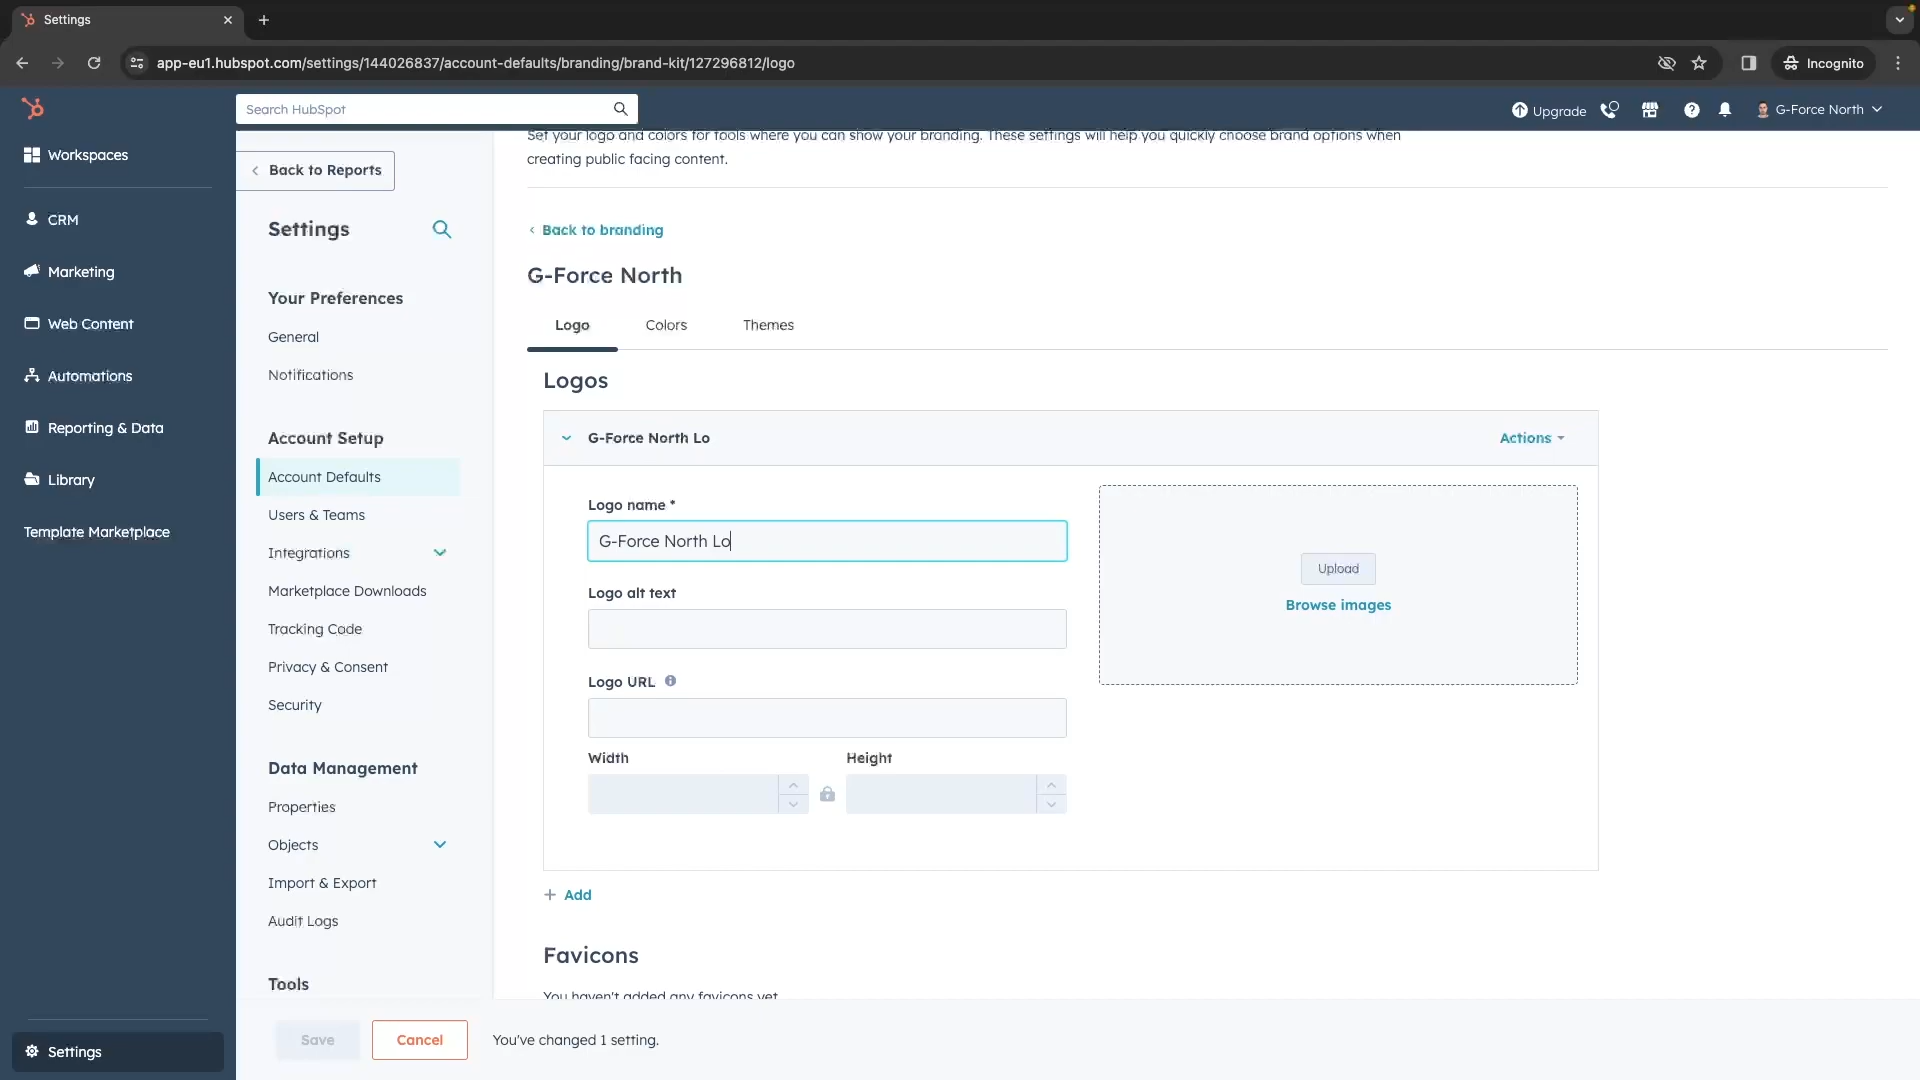 Settings
app-eu1.hubspot.com/settings/144026837/account-defaults/branding/brand-kit/127296812/logo
Incognito
Search HubSpot
Upgrade
G-Force North
Workspaces
CRM
Marketing
Web Content
Automations
Reporting & Data
Library
Template Marketplace
Settings
Back to Reports
Settings
Your Preferences
General
Notifications
Account Setup
Account Defaults
Users & Teams
Integrations
Marketplace Downloads
Tracking Code
Privacy & Consent
Security
Data Management
Properties
Objects
Import & Export
Audit Logs
Tools
Set your logo and colors for tools where you can show your branding. These settings will help you quickly choose brand options when
creating public facing content.
Back to branding
G-Force North
Logo Colors Themes
Logos
G-Force North Lo
Actions
Logo name *
G-Force North Lo
Logo alt text
Logo URL
Width Height
Upload
Browse images
+ Add
Favicons
You haven't added any favicons yet
Save Cancel You've changed 1 setting.